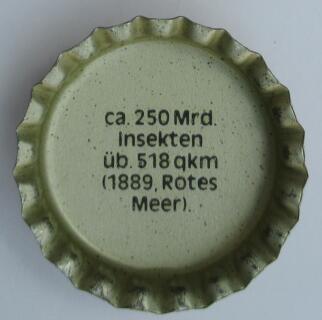 ca. 250 Mrd.
Insekten
üb. 518 qkm
(1889, Rotes
Meer).